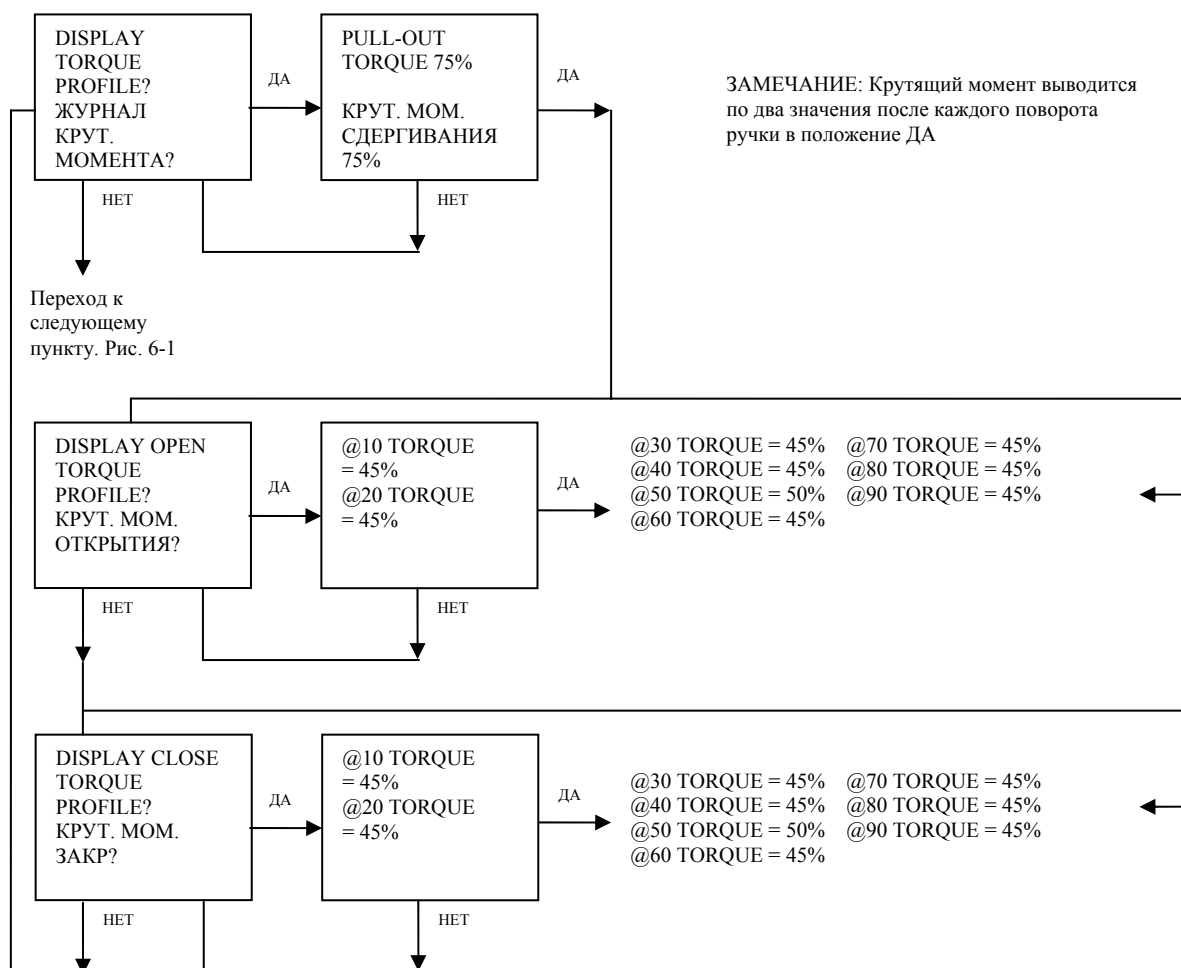 DISPLAY
TORQUE
PROFILE?
ЖУРНАЛ
КРУТ.
МОМЕНТА?
ДА
PULL-OUT
TORQUE 75%
КРУТ. МОМ.
СДЕРГИВАНИЯ
75%
ДА
ЗАМЕЧАНИЕ: Крутящий момент выводится
по два значения после каждого поворота
ручки в положение ДА
НЕТ
НЕТ
Переход к
следующему
пункту. Рис. 6-1
DISPLAY OPEN
TORQUE
PROFILE?
КРУТ. МОМ.
ОТКРЫТИЯ?
ДА
@10 TORQUE
= 45%
@20 TORQUE
= 45%
ДА
@30 TORQUE = 45% @70 TORQUE = 45%
@40 TORQUE = 45% @80 TORQUE = 45%
@50 TORQUE = 50% @90 TORQUE = 45%
@60 TORQUE = 45%
НЕТ
НЕТ
DISPLAY CLOSE
TORQUE
PROFILE?
КРУТ. МОМ.
ЗАКР?
ДА
@10 TORQUE
= 45%
@20 TORQUE
= 45%
ДА
@30 TORQUE = 45% @70 TORQUE = 45%
@40 TORQUE = 45% @80 TORQUE = 45%
@50 TORQUE = 50% @90 TORQUE = 45%
@60 TORQUE = 45%
НЕТ
НЕТ